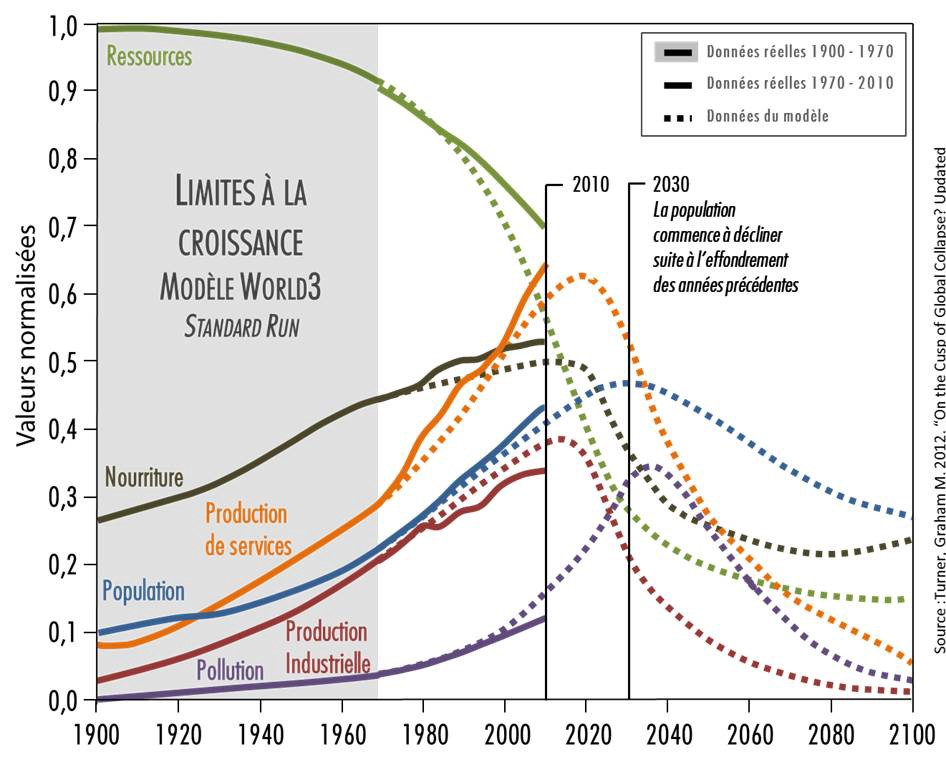 1,0
0,9
0,8
0,7
0,6
0,5
0,4
0,3
0,2
0,1
0,0
Valeurs normalisées
Ressources
LIMITES À LA
CROISSANCE
MODÈLE WORLD3
STANDARD RUN
Nourriture
Production
de services
Population
Production
Industrielle
Pollution
Données réelles 1900 - 1970
Données réelles 1970 - 2010
Données du modèle
2010
2030
La population
commence à décliner
suite à l'effondrement
des années précédentes
1900 1920 1940 1960 1980 2000 2020 2040 2060 2080 2100
Source :Turner, Graham M. 2012. “On the Cusp of Global Collapse? Updated